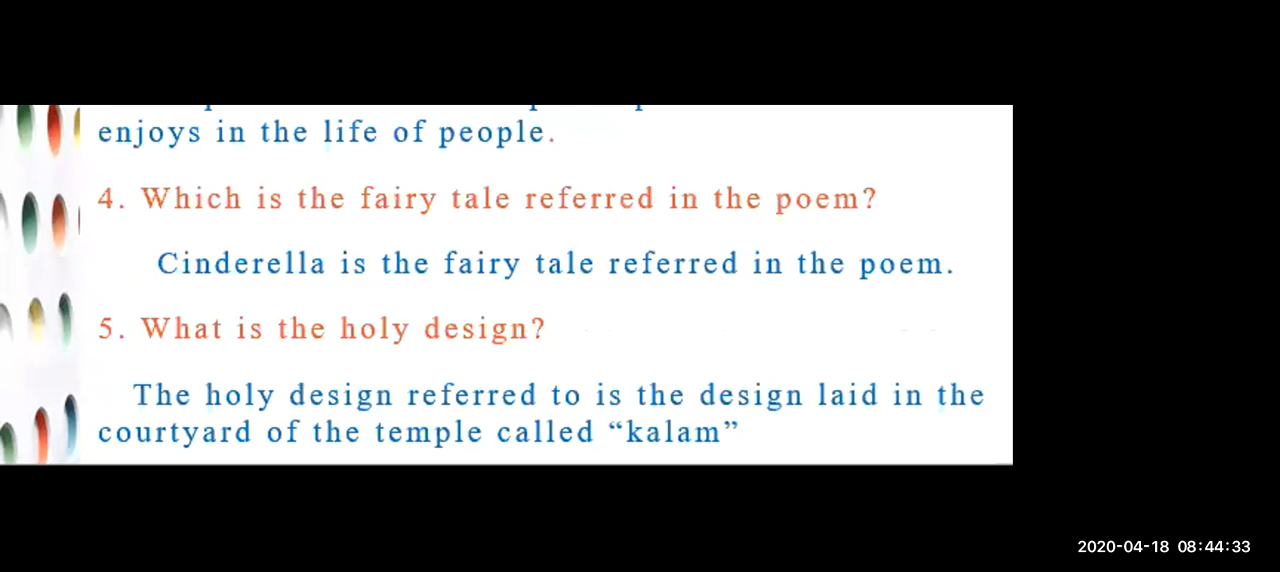 enjoys in the life of people.
4. Which is the fairy tale referred in the poem?
Cinderella is the fairy tale referred in the poem.
5. What is the holy design?
The holy design referred to is the design laid in the
courtyard of the temple called “kalam”
2020-04-18 08:44:33